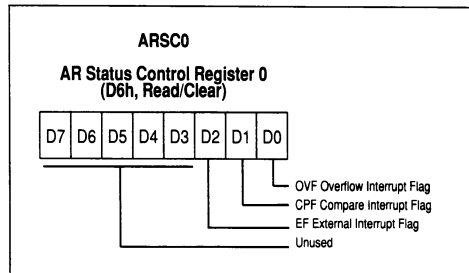 ARSC0
AR Status Control Register 0
(D6h, Read/Clear)
D7 D6 D5 D4 D3 D2 D1 D0
OVF Overflow Interrupt Flag
CPF Compare Interrupt Flag
EF External Interrupt Flag
Unused